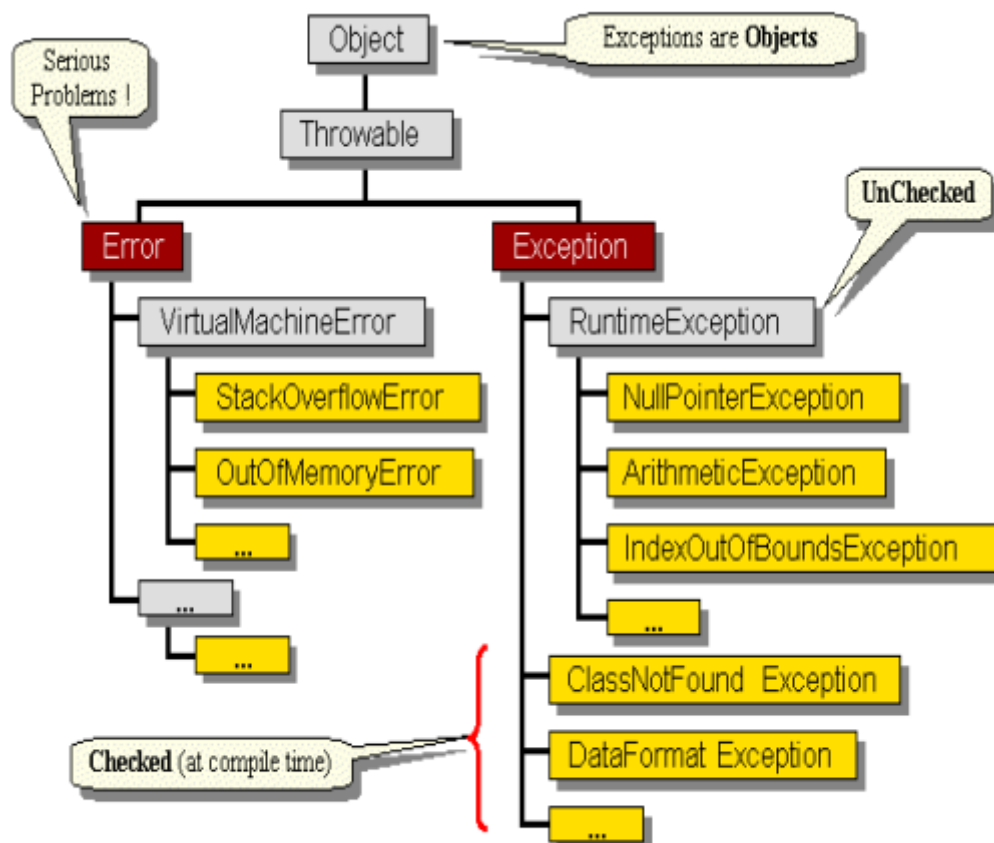 Object
Exceptions are Objects
Serious
Problems !
Throwable
UnChecked
Error
Exception
VirtualMachineError
RuntimeException
StackOverflowError
NullPointerException
OutOfMemoryError
ArithmeticException
...
IndexOutOfBoundsException
...
...
...
ClassNotFound Exception
Checked (at compile time)
DataFormat Exception
...